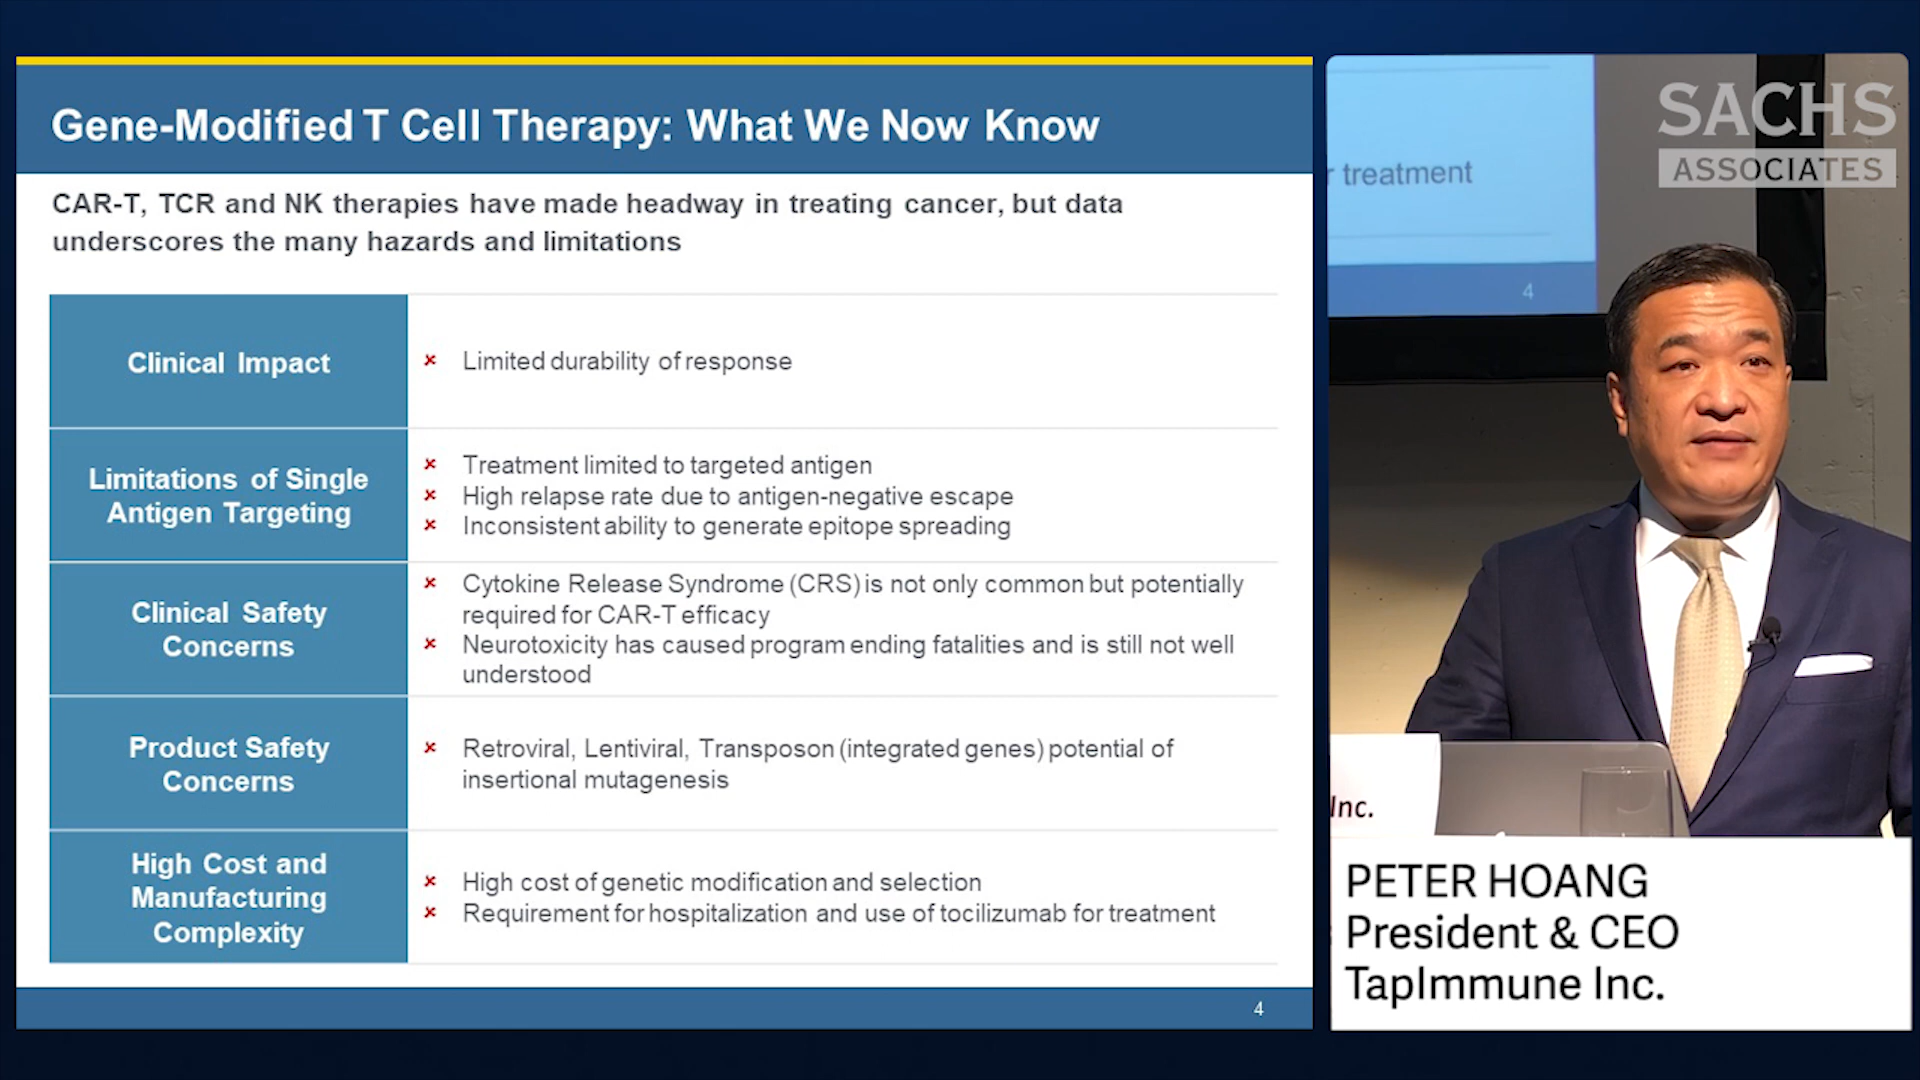 Gene-Modified T Cell Therapy: What We Now Know
CAR-T, TCR and NK therapies have made headway in treating cancer, but data
underscores the many hazards and limitations
Clinical Impact
Limited durability of response
Limitations of Single
Antigen Targeting
Treatment limited to targeted antigen
High relapse rate due to antigen-negative escape
Inconsistent ability to generate epitope spreading
Clinical Safety
Concerns
Cytokine Release Syndrome (CRS) is not only common but potentially
required for CAR-T efficacy
Neurotoxicity has caused program ending fatalities and is still not well
understood
Product Safety
Concerns
Retroviral, Lentiviral, Transposon (integrated genes) potential of
insertional mutagenesis
High Cost and
Manufacturing
Complexity
High cost of genetic modification and selection
Requirement for hospitalization and use of tocilizumab for treatment
4
SACHS
ASSOCIATES
r treatment
4
Inc.
PETER HOANG
President & CEO
TapImmune Inc.